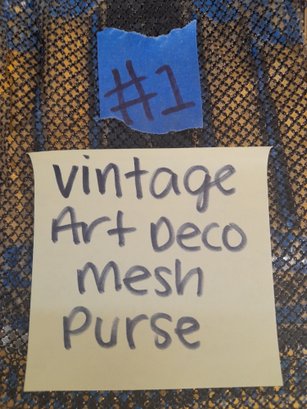 #1
vintage
Art Deco
mesh
Purse